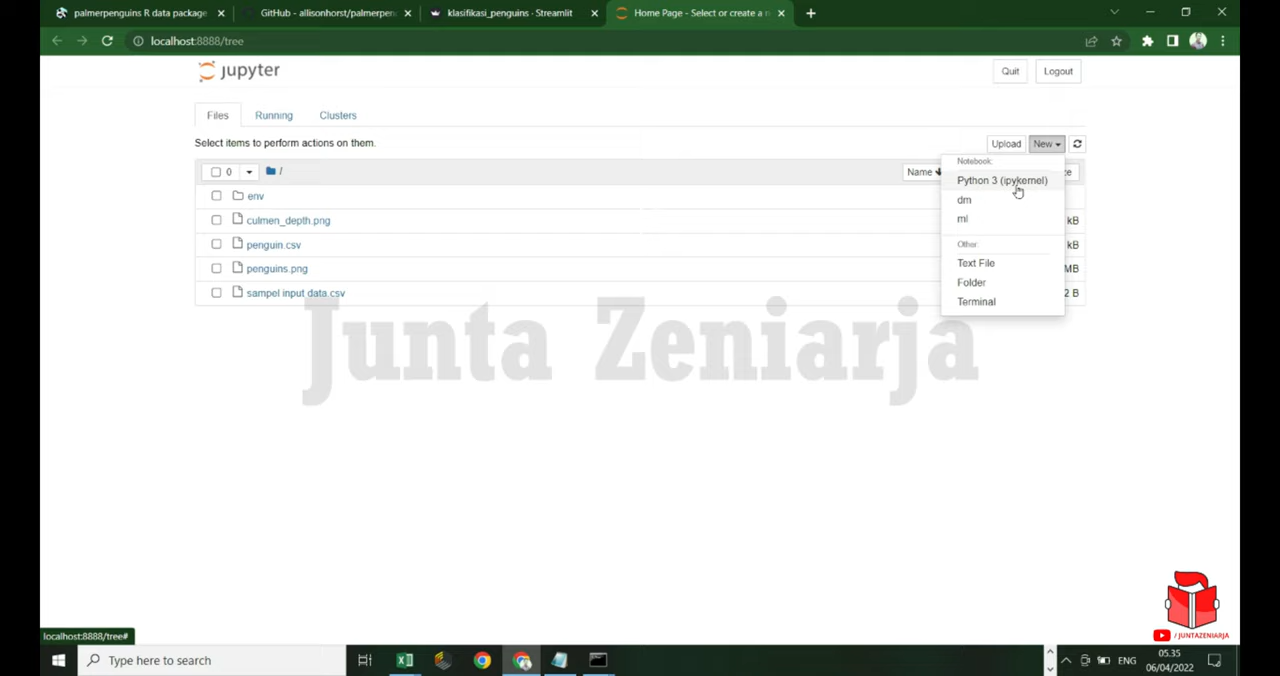 palmerpenguins R data package
GitHub - allisonhorst/palmerpen
klasifikasi_penguins · Streamlit
Home Page - Select or create a n
localhost:8888/tree
jupyter
Quit
Logout
Files
Running
Clusters
Select items to perform actions on them.
Upload
New
0
/
Name
ze
Notebook:
Python 3 (ipykernel)
dm
ml
Other:
Text File
Folder
Terminal
env
culmen_depth.png
kB
penguin.csv
kB
penguins.png
MB
sampel input data.csv
2 B
Junta Zeniarja
/ JUNTAZENIARJA
localhost:8888/tree#
Type here to search
ENG
05.35
06/04/2022